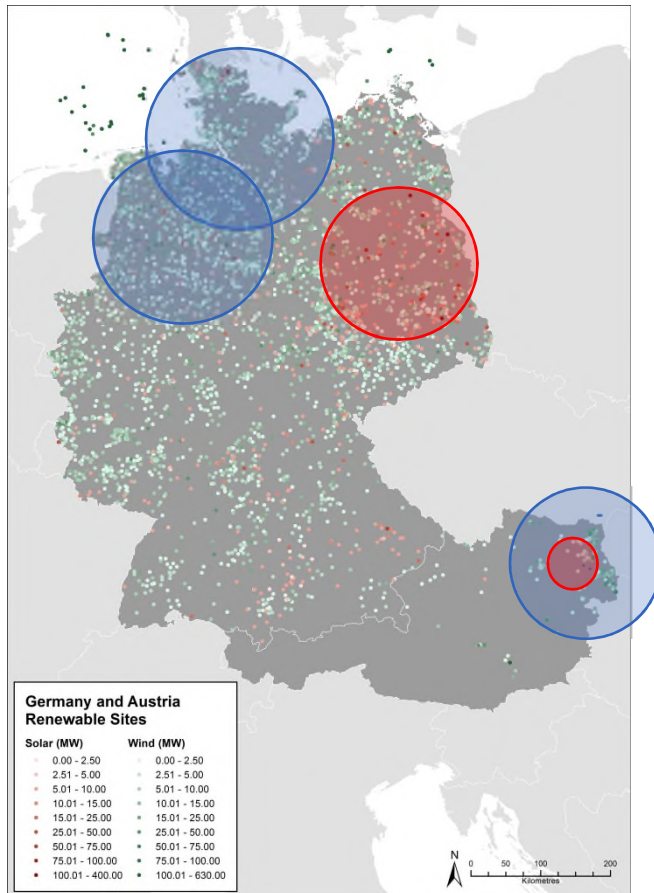 Germany and Austria
Renewable Sites
Solar (MW) Wind (MW)
0.00 - 2.50 0.00 - 2.50
2.51 - 5.00 2.51 - 5.00
5.01 - 10.00 5.01 - 10.00
10.01 - 15.00 10.01 - 15.00
15.01 - 25.00 15.01 - 25.00
25.01 - 50.00 25.01 - 50.00
50.01 - 75.00 50.01 - 75.00
75.01 - 100.00 75.01 - 100.00
100.01 - 400.00 100.01 - 630.00
N
0 50 100 200
Kilometres